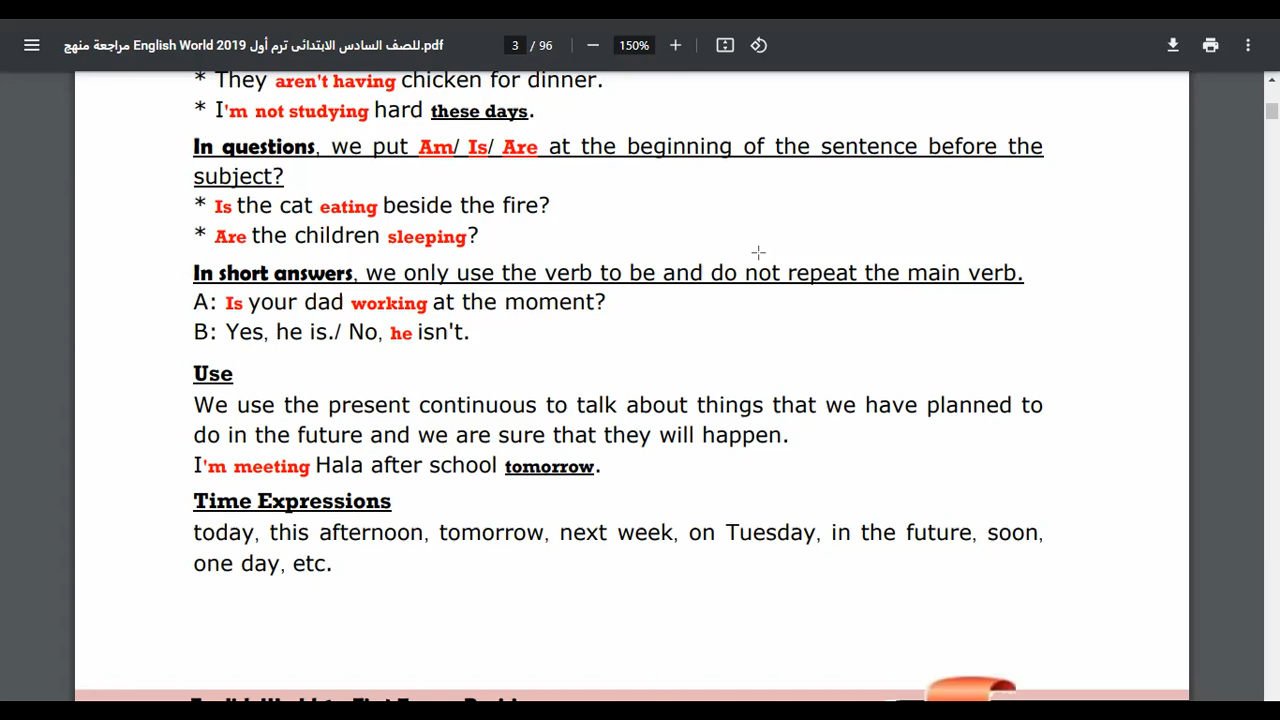 مراجعة منهج English World 2019 للصف السادس الابتدائى ترم أول.pdf
3 / 96
150%
* They aren't having chicken for dinner.
* I'm not studying hard these days.
In questions, we put Am/ Is/ Are at the beginning of the sentence before the
subject?
* Is the cat eating beside the fire?
* Are the children sleeping?
In short answers, we only use the verb to be and do not repeat the main verb.
A: Is your dad working at the moment?
B: Yes, he is./ No, he isn't.
Use
We use the present continuous to talk about things that we have planned to
do in the future and we are sure that they will happen.
I'm meeting Hala after school tomorrow.
Time Expressions
today, this afternoon, tomorrow, next week, on Tuesday, in the future, soon,
one day, etc.